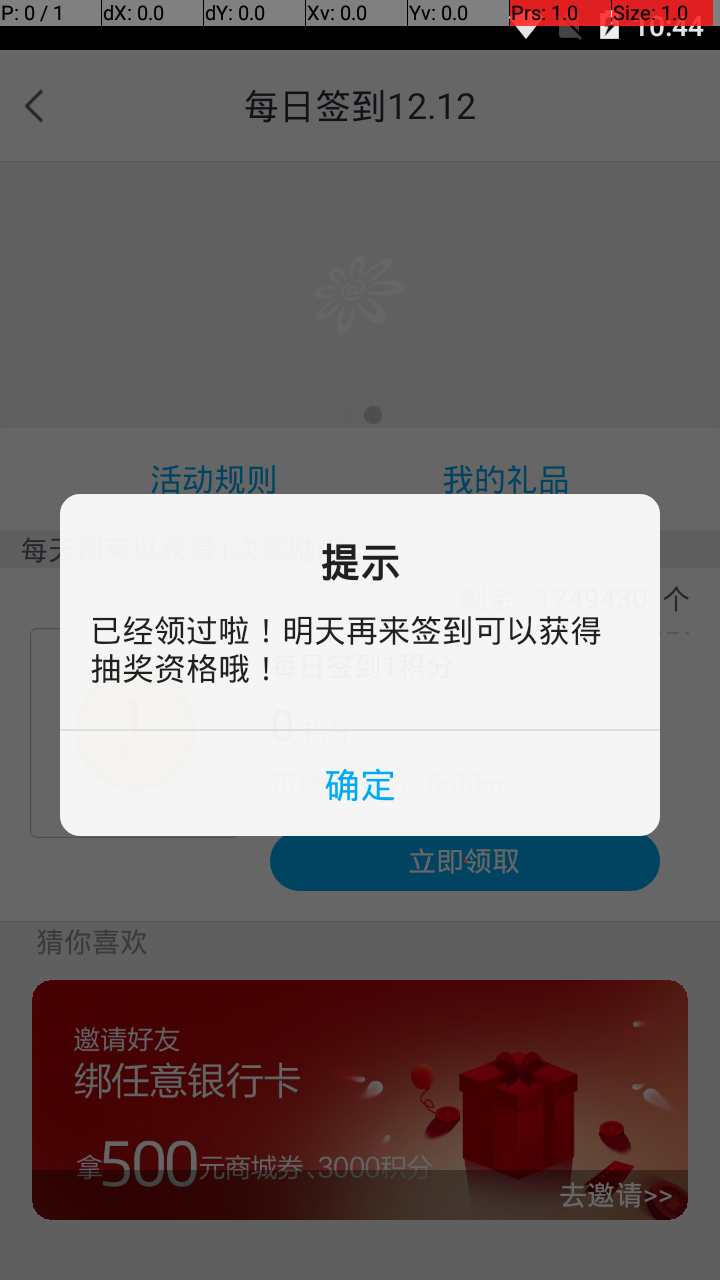 P: 0 / 1 dX: 0.0 dY: 0.0 Xv: 0.0 Yv: 0.0 Prs: 1.0 Size: 1.0
10:44
每日签到12.12
@
活动规则 我的礼品
每天都可以获得1次奖励
提示
剩余 1749430 个
已经领过啦！明天再来签到可以获得
抽奖资格哦！
每日签到1积分
1
0 积分
0.00元
确定
立即领取
猜你喜欢
邀请好友
绑任意银行卡
拿500元商城券、3000积分
去邀请>>